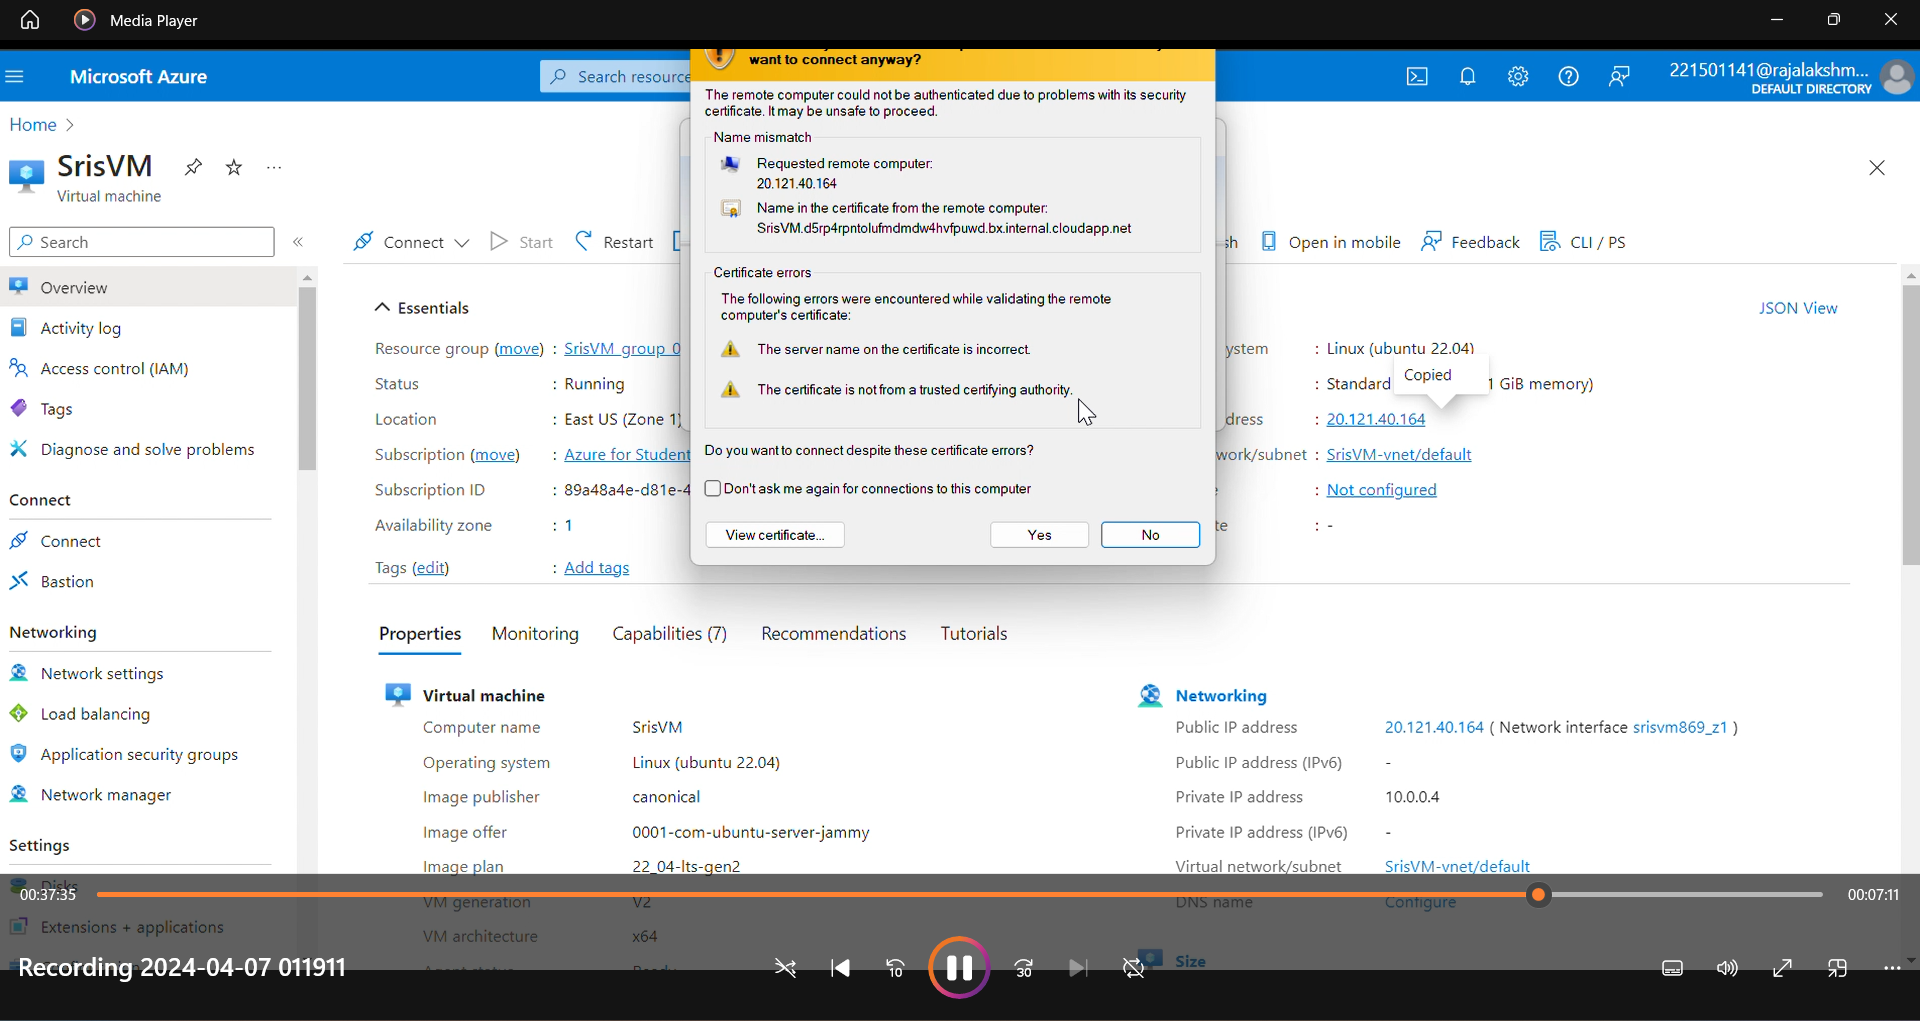 Media Player
Microsoft Azure
Search resource
221501141@rajalakshm...
DEFAULT DIRECTORY
want to connect anyway?
The remote computer could not be authenticated due to problems with its security
certificate. It may be unsafe to proceed.
Name mismatch
Requested remote computer:
20.121.40.164
Name in the certificate from the remote computer:
SrisVM.d5rp4rpntolufmdmdw4hvfpuwd.bx.internal.cloudapp.net
Certificate errors
The following errors were encountered while validating the remote
computer's certificate:
The server name on the certificate is incorrect.
The certificate is not from a trusted certifying authority.
Do you want to connect despite these certificate errors?
Don't ask me again for connections to this computer
View certificate...
Yes
No
Home
SrisVM
...
Virtual machine
Search
Connect
Start
Restart
sh
Open in mobile
Feedback
CLI / PS
Overview
Activity log
Access control (IAM)
Tags
Diagnose and solve problems
Connect
Connect
Bastion
Networking
Network settings
Load balancing
Application security groups
Network manager
Settings
Disks
Extensions + applications
Essentials
JSON View
Resource group (move) : SrisVM_group_0
Status : Running
Location : East US (Zone 1)
Subscription (move) : Azure for Student
Subscription ID : 89a48a4e-d81e-4
Availability zone : 1
Tags (edit) : Add tags
ystem : Linux (ubuntu 22.04)
Copied
: Standard 1 GiB memory)
dress : 20.121.40.164
work/subnet : SrisVM-vnet/default
: Not configured
te : -
Properties
Monitoring
Capabilities (7)
Recommendations
Tutorials
Virtual machine
Computer name SrisVM
Operating system Linux (ubuntu 22.04)
Image publisher canonical
Image offer 0001-com-ubuntu-server-jammy
Image plan 22_04-lts-gen2
VM generation V2
VM architecture x64
Networking
Public IP address 20.121.40.164 ( Network interface srisvm869_z1 )
Public IP address (IPv6) -
Private IP address 10.0.0.4
Private IP address (IPv6) -
Virtual network/subnet SrisVM-vnet/default
DNS name Configure
Size
00:37:35
00:07:11
Recording 2024-04-07 011911
10
30